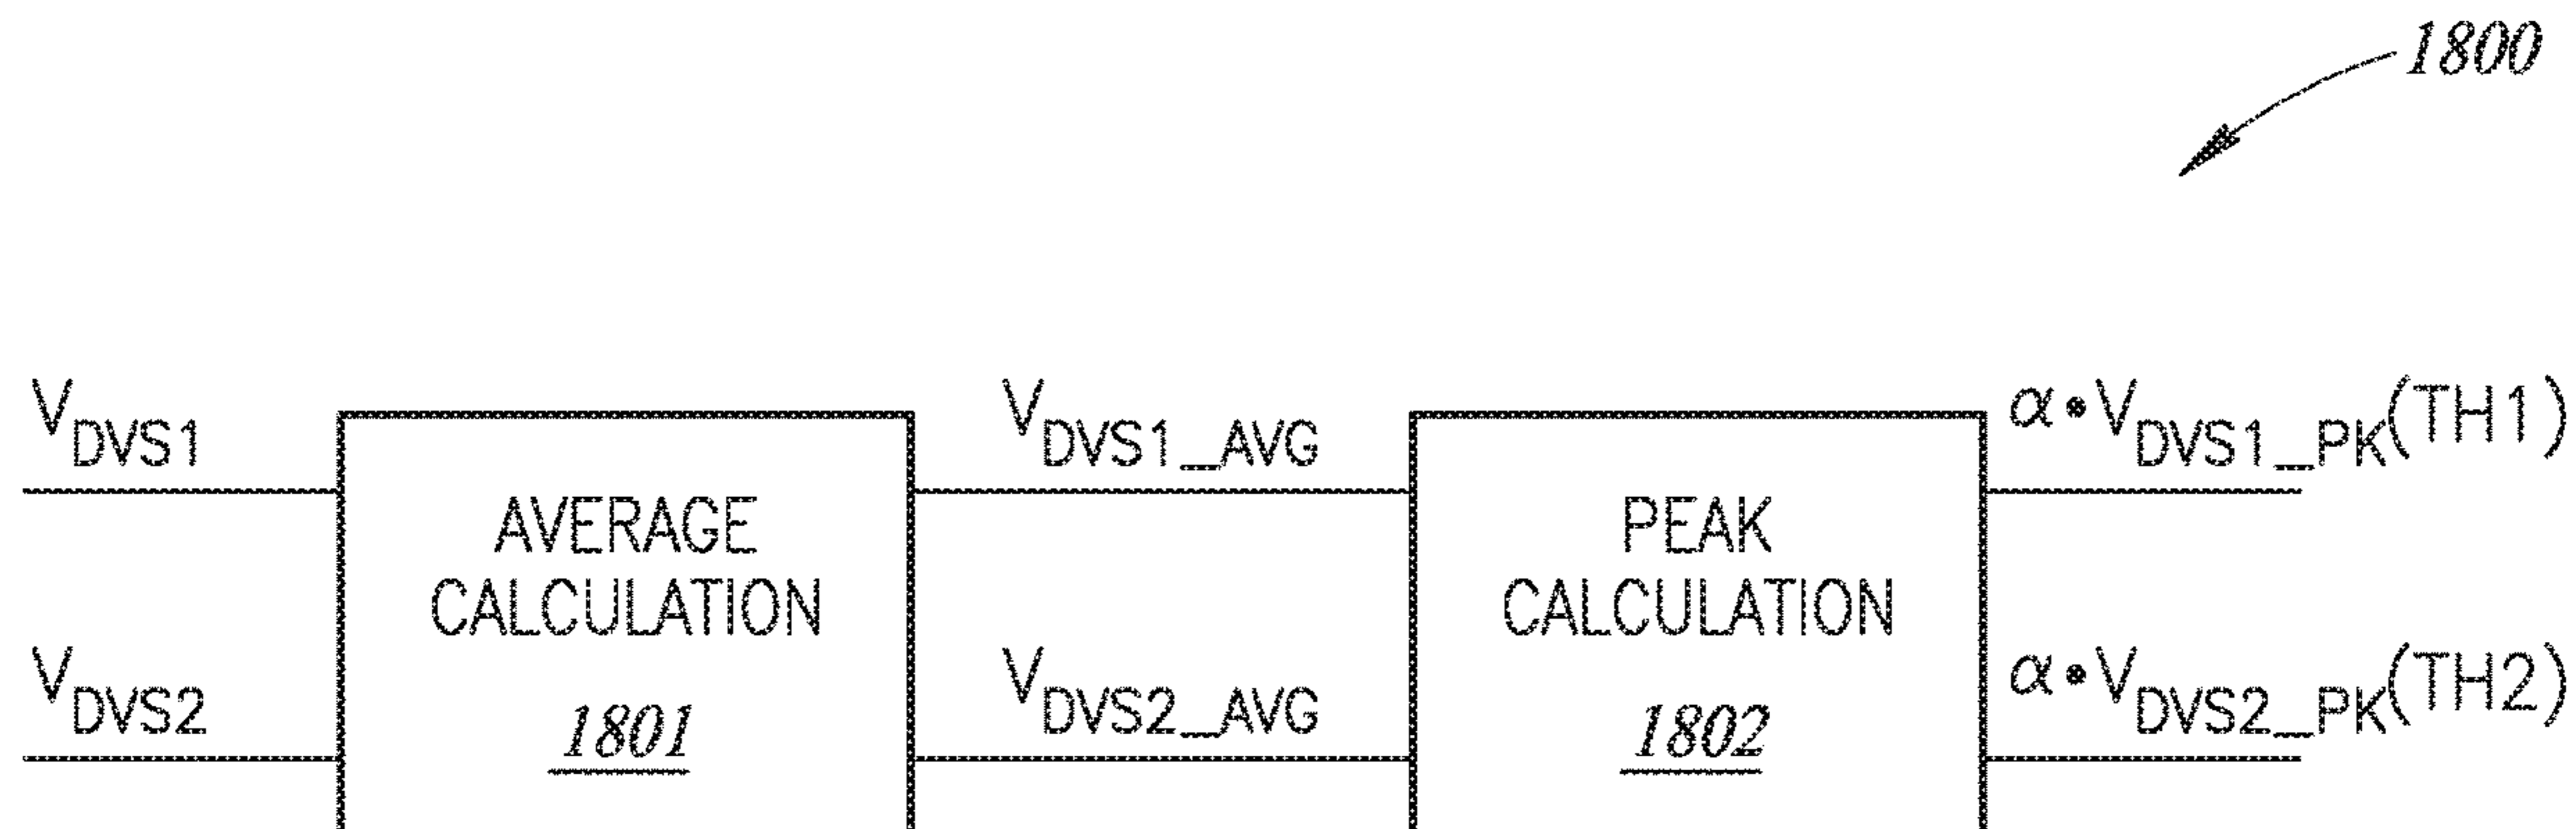 1800
V_DVS1
V_DVS2
AVERAGE
CALCULATION
1801
V_DVS1_AVG
V_DVS2_AVG
PEAK
CALCULATION
1802
α•V_DVS1_PK(TH1)
α•V_DVS2_PK(TH2)